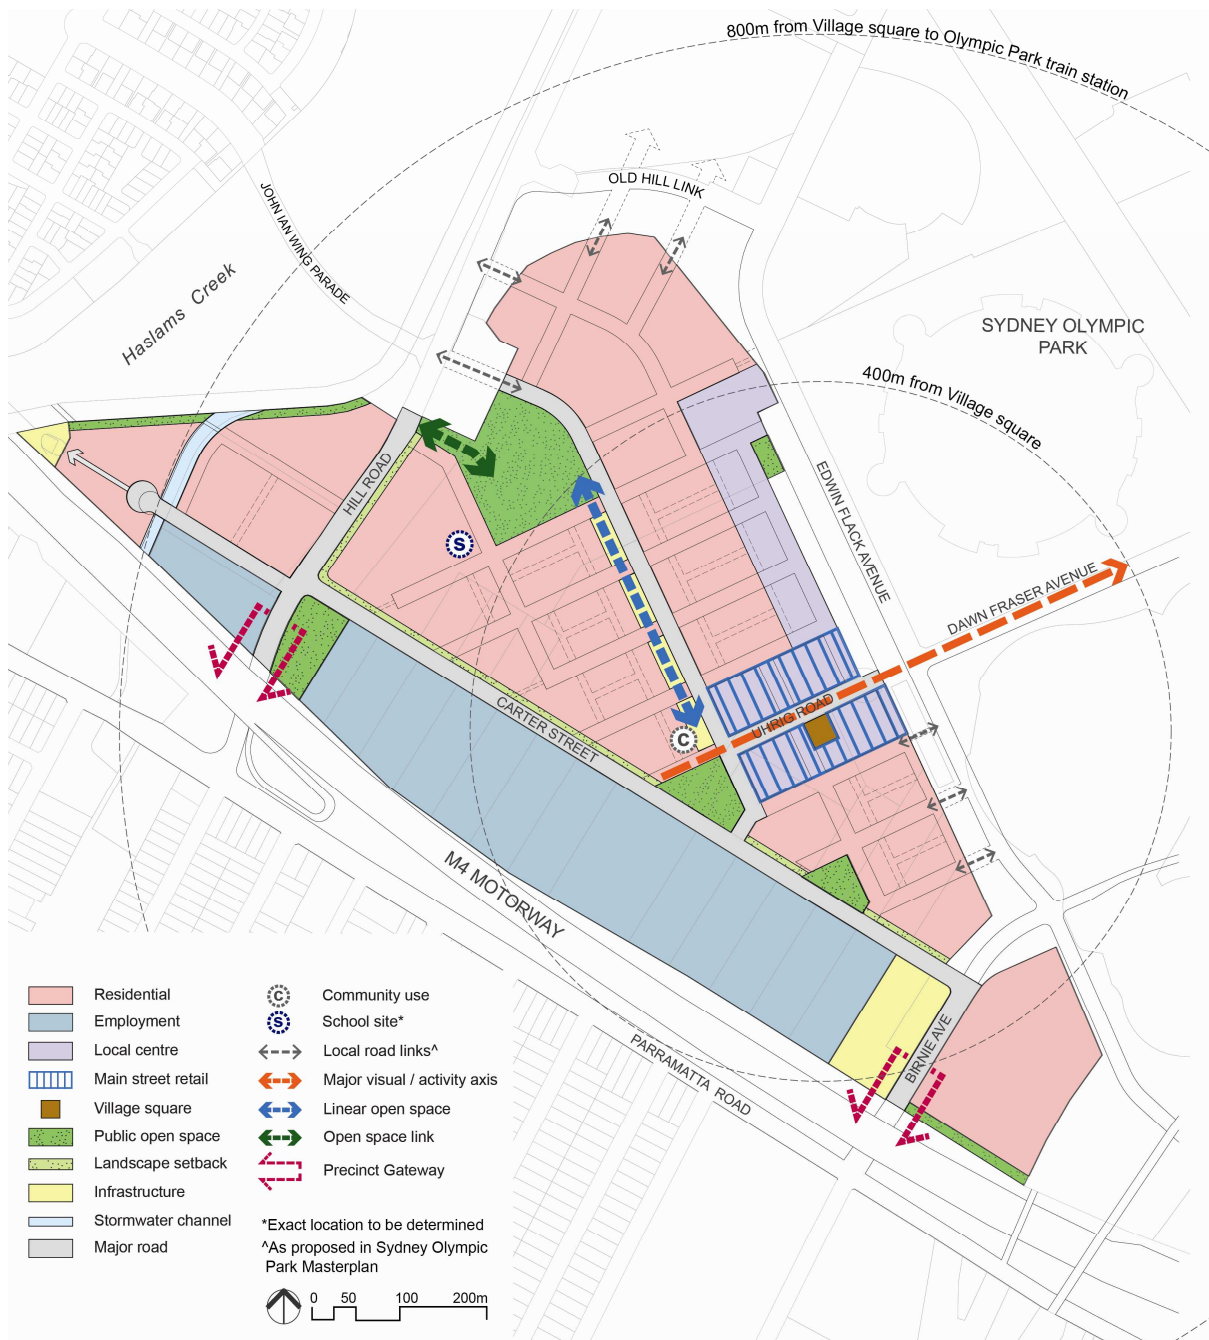 800m from Village square to Olympic Park train station
OLD HILL LINK
JOHN IAN WING PARADE
Haslams Creek
SYDNEY OLYMPIC
PARK
400m from Village square
HILL ROAD
EDWIN FLACK AVENUE
S
DAWN FRASER AVENUE
CARTER STREET
UHRIG ROAD
C
M4 MOTORWAY
BIRNIE AVE
PARRAMATTA ROAD
Residential
Employment
Local centre
Main street retail
Village square
Public open space
Landscape setback
Infrastructure
Stormwater channel
Major road
C Community use
S School site*
Local road links^
Major visual / activity axis
Linear open space
Open space link
Precinct Gateway
*Exact location to be determined
^As proposed in Sydney Olympic
Park Masterplan
0 50 100 200m